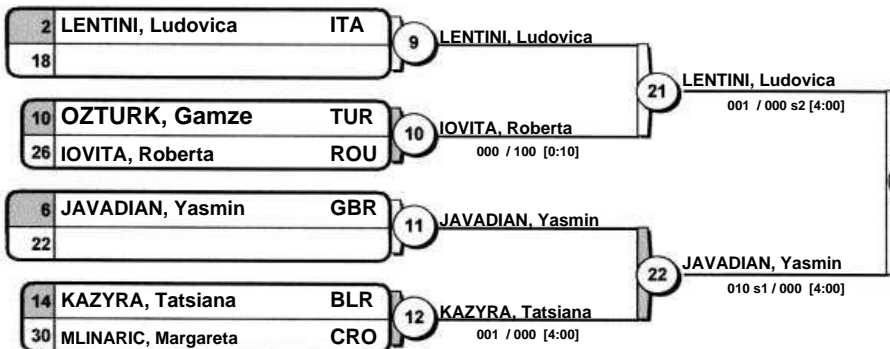 2 LENTINI, Ludovica ITA
18
9
LENTINI, Ludovica
10 OZTURK, Gamze TUR
26 IOVITA, Roberta ROU
10
IOVITA, Roberta
000 / 100 [0:10]
21
LENTINI, Ludovica
001 / 000 s2 [4:00]
6 JAVADIAN, Yasmin GBR
22
11
JAVADIAN, Yasmin
14 KAZYRA, Tatsiana BLR
30 MLINARIC, Margareta CRO
12
KAZYRA, Tatsiana
001 / 000 [4:00]
22
JAVADIAN, Yasmin
010 s1 / 000 [4:00]